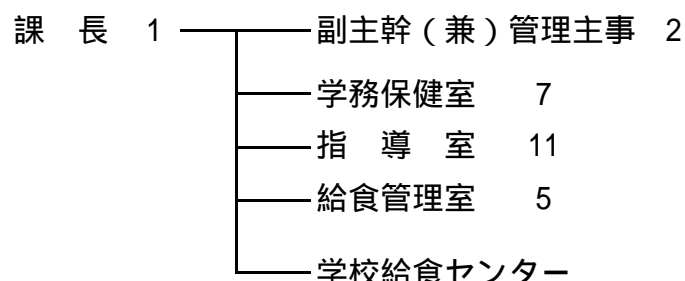 課 長 1 副主幹（兼）管理主事 2
学務保健室 7
指 導 室 11
給食管理室 5
学校給食センター